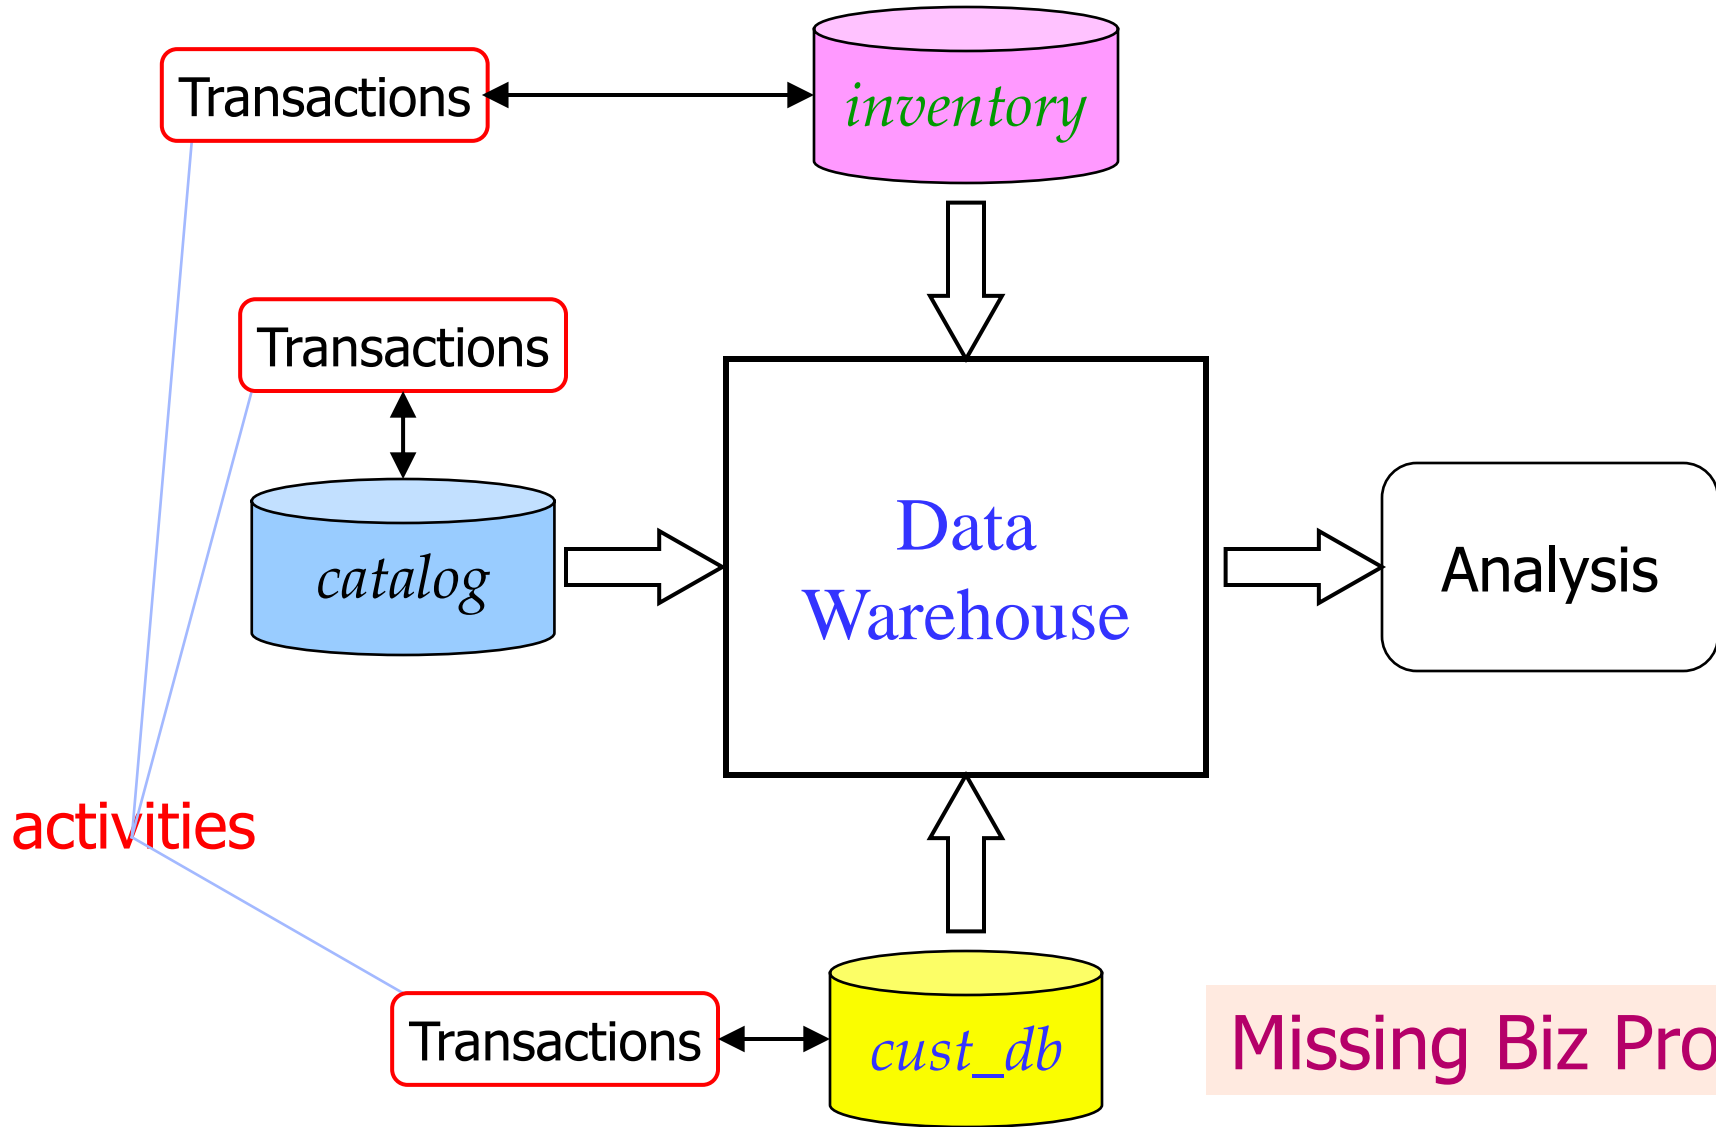 Transactions
inventory
Transactions
catalog
Data
Warehouse
Analysis
activities
Transactions
cust_db
Missing Biz Pro